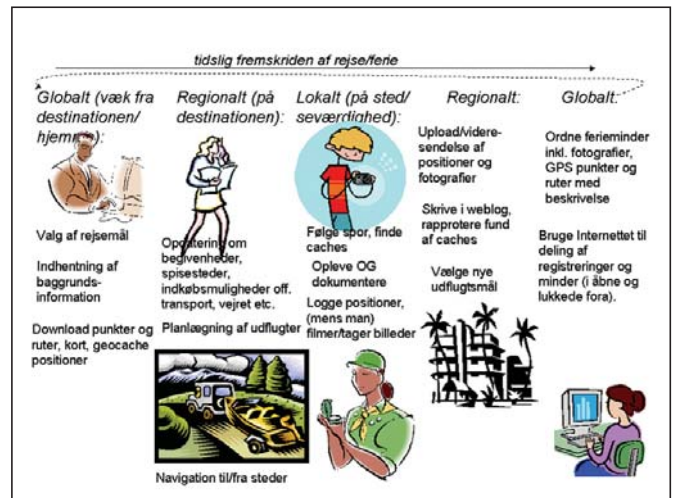 tidslig fremskriden af rejse/ferie
Globalt (væk fra
destinationen/
hjemme):
Valg af rejsemål
Indhentning af
baggrunds-
information
Download punkter og
ruter, kort, geocache
positioner
Regionalt (på
destinationen):
Opdatering om
begivenheder,
spisesteder,
indkøbsmuligheder off.
transport, vejret etc.
Planlægning af udflugter
Navigation til/fra steder
Lokalt (på sted/
seværdighed):
Følge spor, finde
caches
Opleve OG
dokumentere
Logge positioner,
(mens man)
filmer/tager billeder
Regionalt:
Upload/videre-
sendelse af
positioner og
fotografier
Skrive i weblog,
rapprotere fund
af caches
Vælge nye
udflugtsmål
Globalt:
Ordne ferieminder
inkl. fotografier,
GPS punkter og
ruter med
beskrivelse
Bruge Internettet til
deling af
registreringer og
minder (i åbne og
lukkede fora).